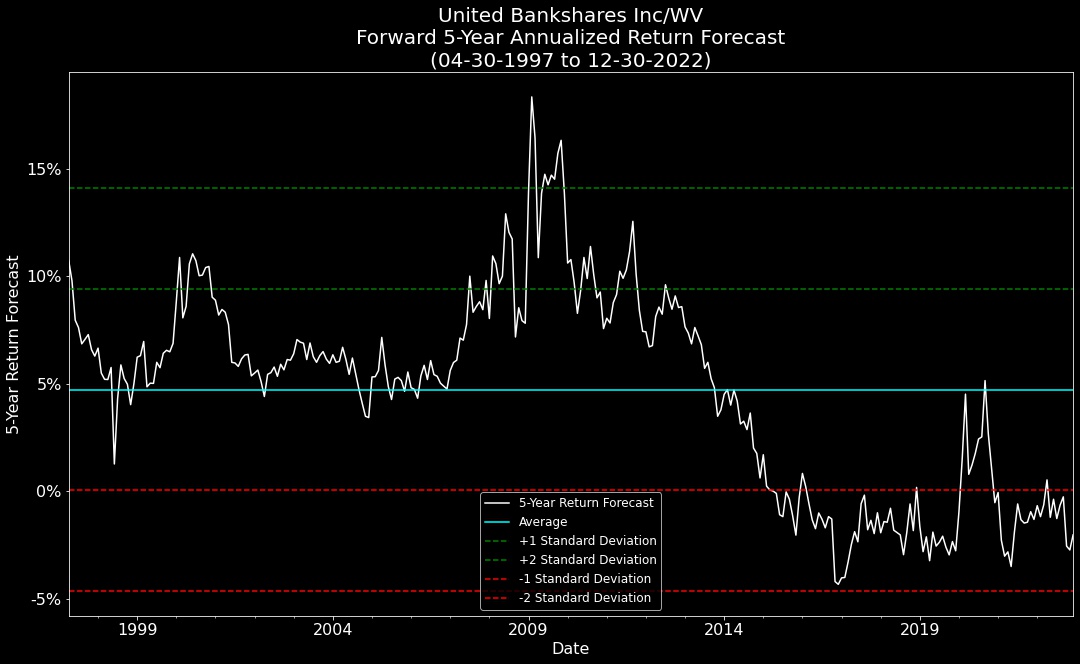 United Bankshares Inc/WV
Forward 5-Year Annualized Return Forecast
(04-30-1997 to 12-30-2022)
5-Year Return Forecast
15%
10%
5%
0%
-5%
5-Year Return Forecast
Average
+1 Standard Deviation
+2 Standard Deviation
-1 Standard Deviation
-2 Standard Deviation
1999
2004
2009
2014
2019
Date